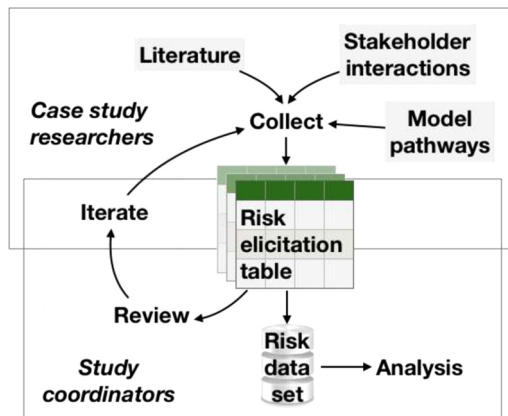 Literature
Stakeholder
interactions
Case study
researchers
Collect
Model
pathways
Iterate
Risk
elicitation
table
Review
Risk
data
set
Analysis
Study
coordinators